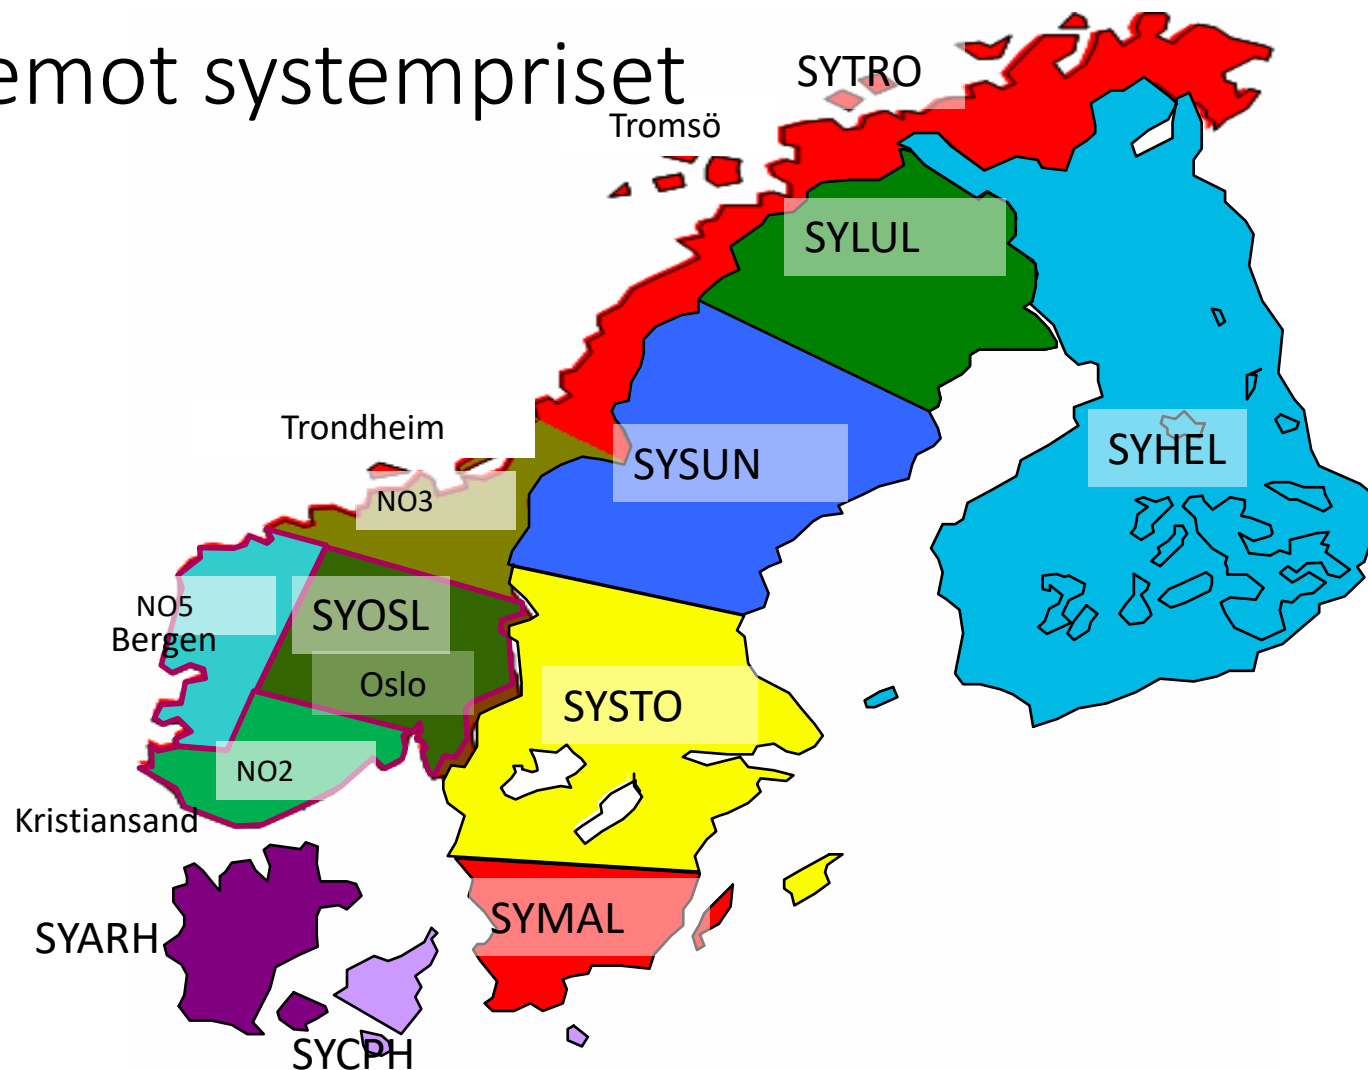 emot systempriset
SYTRO
Tromsö
SYLUL
Trondheim
SYSUN
SYHEL
NO3
NO5
Bergen
SYOSL
Oslo
SYSTO
NO2
Kristiansand
SYMAL
SYARH
SYCPH